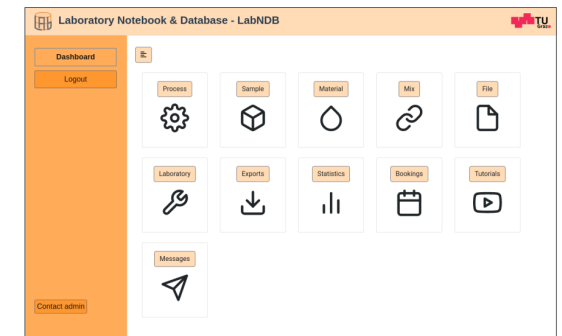 Laboratory Notebook & Database - LabNDB
TU
Graz
Dashboard
Logout
Process
Sample
Material
Mix
File
Laboratory
Exports
Statistics
Bookings
Tutorials
Messages
Contact admin